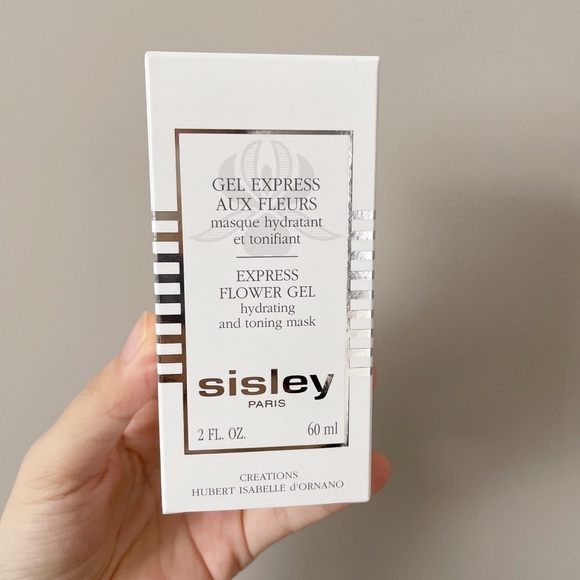 GEL EXPRESS
AUX FLEURS
masque hydratant
et tonifiant
EXPRESS
FLOWER GEL
hydrating
and toning mask
sisley
PARIS
2 FL. OZ. 60 ml
CREATIONS
HUBERT ISABELLE d'ORNANO